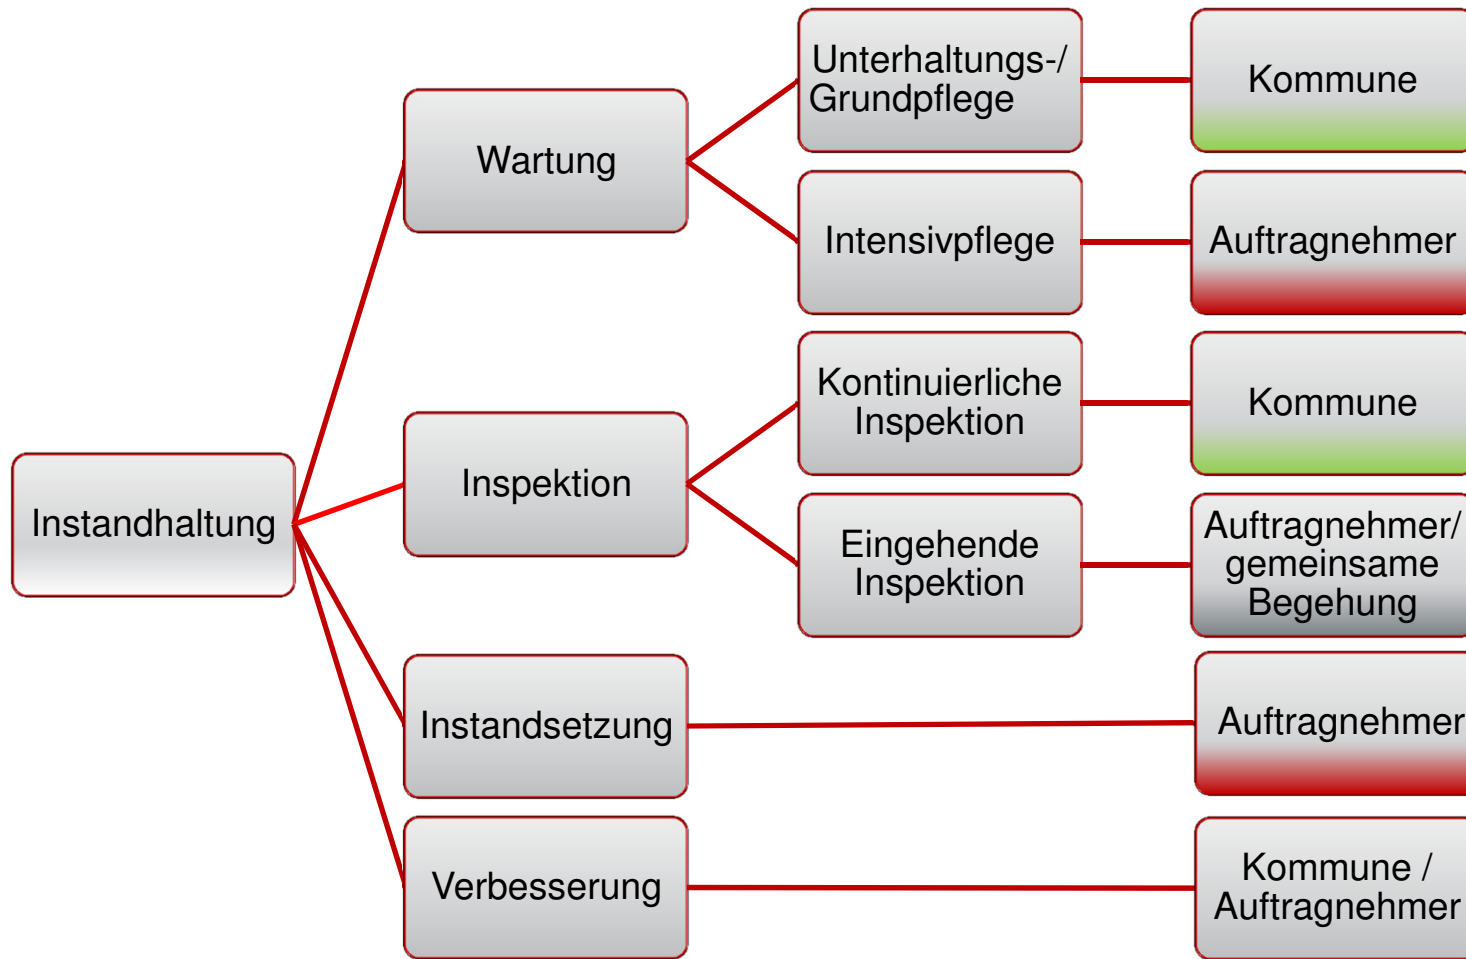 Unterhaltungs-/
Grundpflege
Kommune
Wartung
Intensivpflege
Auftragnehmer
Kontinuierliche
Inspektion
Kommune
Inspektion
Instandhaltung
Eingehende
Inspektion
Auftragnehmer/
gemeinsame
Begehung
Instandsetzung
Auftragnehmer
Verbesserung
Kommune /
Auftragnehmer